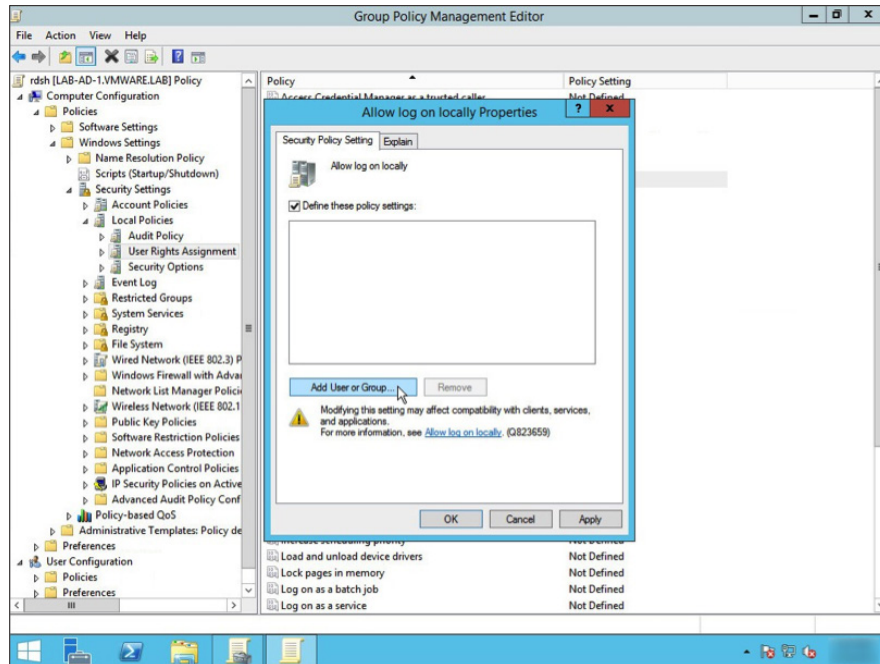 Group Policy Management Editor
File Action View Help
rdsh [LAB-AD-1.VMWARE.LAB] Policy
Computer Configuration
Policies
Software Settings
Windows Settings
Name Resolution Policy
Scripts (Startup/Shutdown)
Security Settings
Account Policies
Local Policies
Audit Policy
User Rights Assignment
Security Options
Event Log
Restricted Groups
System Services
Registry
File System
Wired Network (IEEE 802.3) P
Windows Firewall with Advan
Network List Manager Policie
Wireless Network (IEEE 802.1
Public Key Policies
Software Restriction Policies
Network Access Protection
Application Control Policies
IP Security Policies on Active
Advanced Audit Policy Conf
Policy-based QoS
Administrative Templates: Policy de
Preferences
User Configuration
Policies
Preferences
Policy Policy Setting
Access Credential Manager as a trusted caller Not Defined
Allow log on locally Properties
Security Policy Setting Explain
Allow log on locally
Define these policy settings:
Add User or Group... Remove
Modifying this setting may affect compatibility with clients, services,
and applications.
For more information, see Allow log on locally. (Q823659)
OK Cancel Apply
Increase scheduling priority Not Defined
Load and unload device drivers Not Defined
Lock pages in memory Not Defined
Log on as a batch job Not Defined
Log on as a service Not Defined